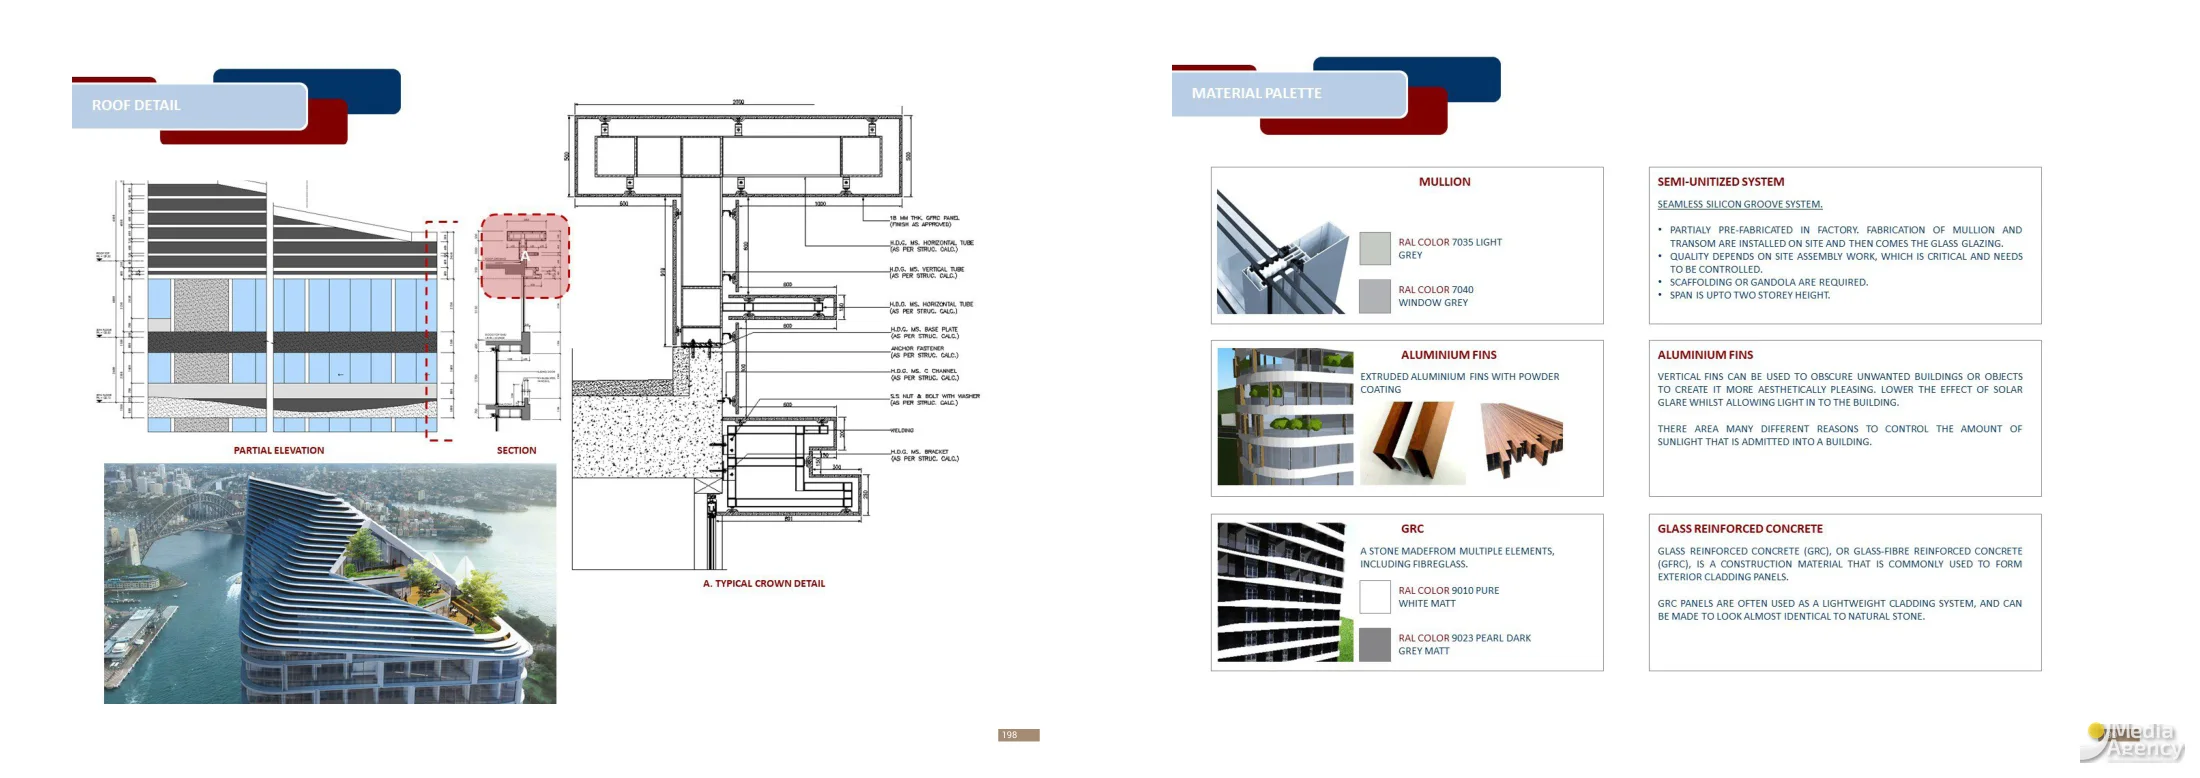 ROOF DETAIL
2700
500
500
600
1000
18 MM THK. GFRC PANEL
(FINISH AS APPROVED)
H.D.G. MS. HORIZONTAL TUBE
(AS PER STRUC. CALC.)
H.D.G. MS. VERTICAL TUBE
(AS PER STRUC. CALC.)
H.D.G. MS. HORIZONTAL TUBE
(AS PER STRUC. CALC.)
H.D.G. MS. BASE PLATE
(AS PER STRUC. CALC.)
ANCHOR FASTENER
(AS PER STRUC. CALC.)
H.D.G. MS. C CHANNEL
(AS PER STRUC. CALC.)
S.S NUT & BOLT WITH WASHER
(AS PER STRUC. CALC.)
WELDING
H.D.G. MS. BRACKET
(AS PER STRUC. CALC.)
A
PARTIAL ELEVATION
SECTION
A. TYPICAL CROWN DETAIL
198
MATERIAL PALETTE
MULLION
RAL COLOR 7035 LIGHT
GREY
RAL COLOR 7040
WINDOW GREY
SEMI-UNITIZED SYSTEM
SEAMLESS SILICON GROOVE SYSTEM.
• PARTIALY PRE-FABRICATED IN FACTORY. FABRICATION OF MULLION AND
TRANSOM ARE INSTALLED ON SITE AND THEN COMES THE GLASS GLAZING.
• QUALITY DEPENDS ON SITE ASSEMBLY WORK, WHICH IS CRITICAL AND NEEDS
TO BE CONTROLLED.
• SCAFFOLDING OR GANDOLA ARE REQUIRED.
• SPAN IS UPTO TWO STOREY HEIGHT.
ALUMINIUM FINS
EXTRUDED ALUMINIUM FINS WITH POWDER
COATING
ALUMINIUM FINS
VERTICAL FINS CAN BE USED TO OBSCURE UNWANTED BUILDINGS OR OBJECTS
TO CREATE IT MORE AESTHETICALLY PLEASING. LOWER THE EFFECT OF SOLAR
GLARE WHILST ALLOWING LIGHT IN TO THE BUILDING.
THERE AREA MANY DIFFERENT REASONS TO CONTROL THE AMOUNT OF
SUNLIGHT THAT IS ADMITTED INTO A BUILDING.
GRC
A STONE MADEFROM MULTIPLE ELEMENTS,
INCLUDING FIBREGLASS.
RAL COLOR 9010 PURE
WHITE MATT
RAL COLOR 9023 PEARL DARK
GREY MATT
GLASS REINFORCED CONCRETE
GLASS REINFORCED CONCRETE (GRC), OR GLASS-FIBRE REINFORCED CONCRETE
(GFRC), IS A CONSTRUCTION MATERIAL THAT IS COMMONLY USED TO FORM
EXTERIOR CLADDING PANELS.
GRC PANELS ARE OFTEN USED AS A LIGHTWEIGHT CLADDING SYSTEM, AND CAN
BE MADE TO LOOK ALMOST IDENTICAL TO NATURAL STONE.
Media
Agency